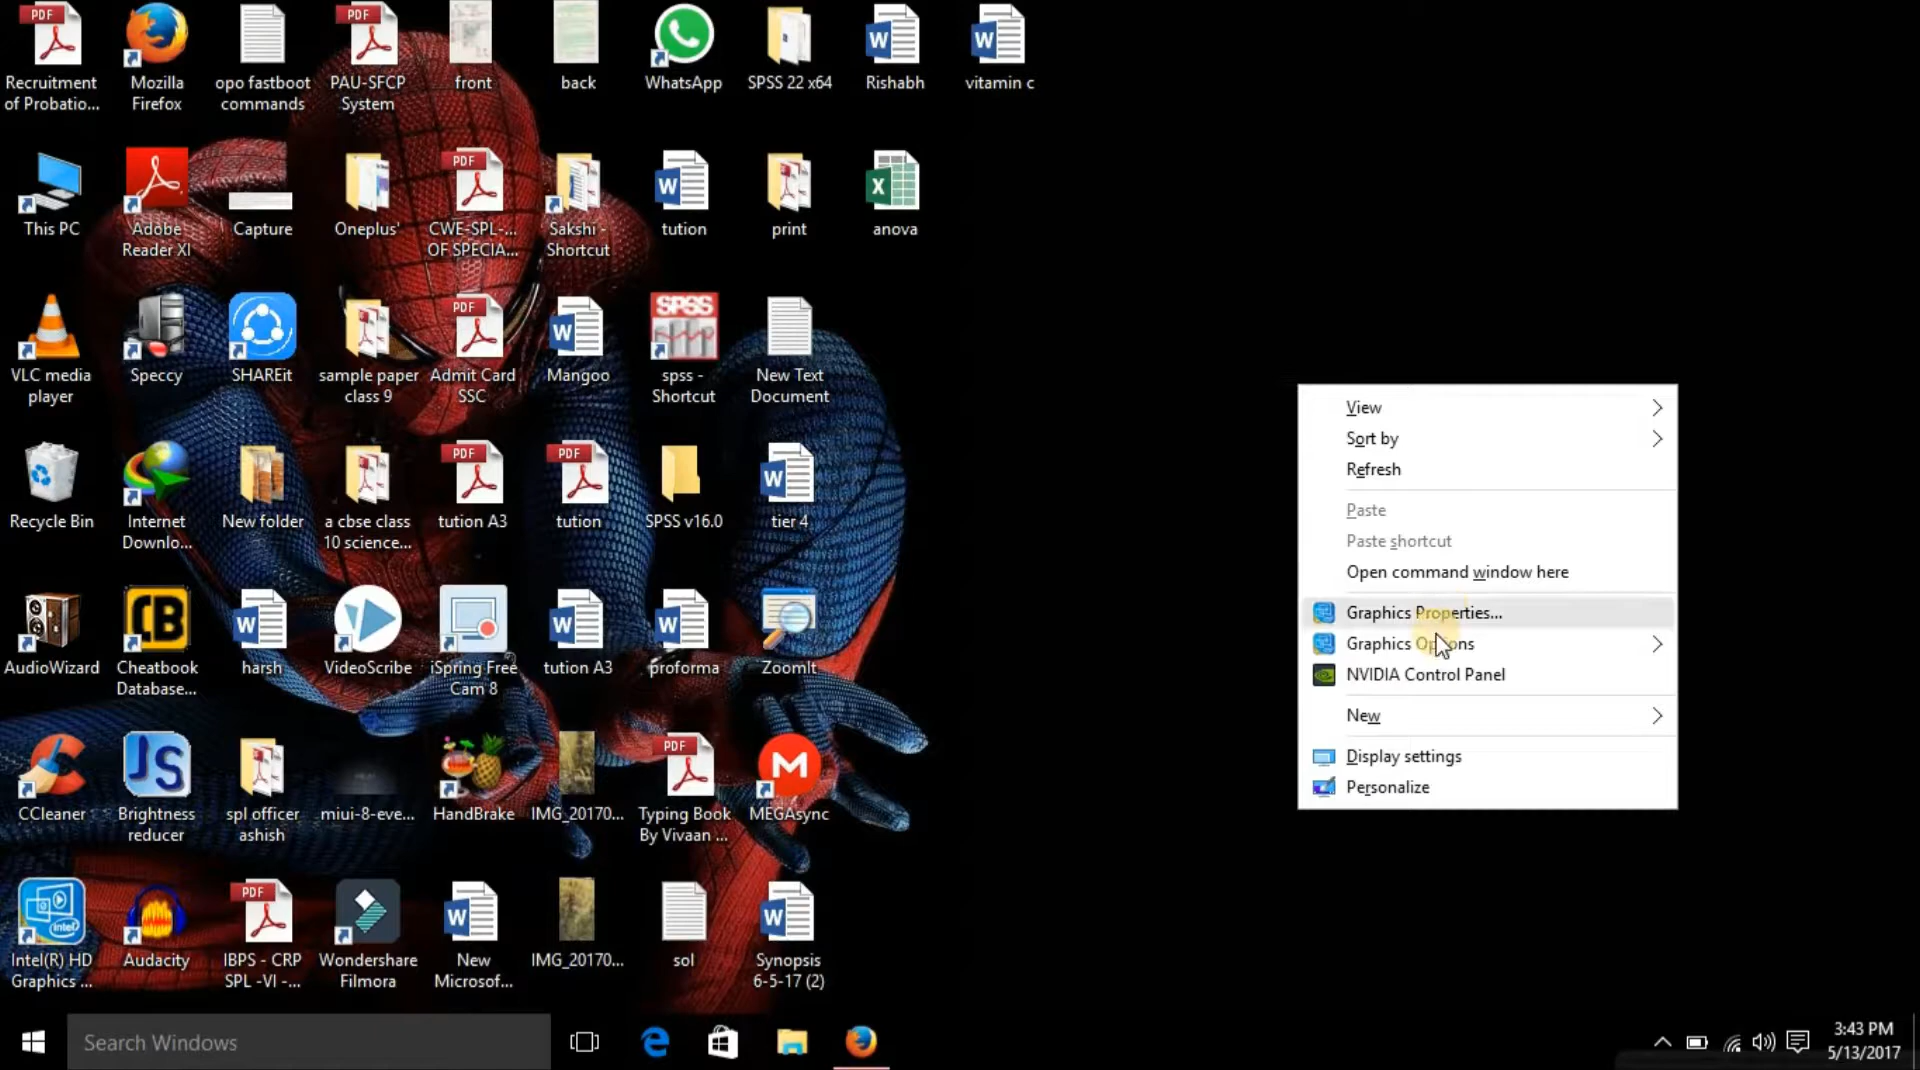 Recruitment
of Probatio...
Mozilla
Firefox
opo fastboot
commands
PDF
PAU-SFCP
System
front
back
WhatsApp
SPSS 22 x64
Rishabh
vitamin c
This PC
Adobe
Reader XI
Capture
Oneplus'
PDF
CWE-SPL-...
OF SPECIA...
Sakshi -
Shortcut
tution
print
anova
VLC media
player
Speccy
SHAREit
sample paper
class 9
PDF
Admit Card
SSC
Mangoo
SPSS
spss -
Shortcut
New Text
Document
Recycle Bin
Internet
Downlo...
New folder
a cbse class
10 science...
PDF
tution A3
PDF
tution
SPSS v16.0
tier 4
AudioWizard
CB
Cheatbook
Database...
harsh
VideoScribe
iSpring Free
Cam 8
tution A3
proforma
ZoomIt
CCleaner
JS
Brightness
reducer
spl officer
ashish
miui-8-eve...
HandBrake
IMG_20170...
PDF
Typing Book
By Vivaan ...
M
MEGAsync
intel
Intel(R) HD
Graphics ...
Audacity
PDF
IBPS - CRP
SPL -VI -...
Wondershare
Filmora
New
Microsof...
IMG_20170...
sol
Synopsis
6-5-17 (2)
View
Sort by
Refresh
Paste
Paste shortcut
Open command window here
Graphics Properties...
Graphics Options
NVIDIA Control Panel
New
Display settings
Personalize
Search Windows
3:43 PM
5/13/2017